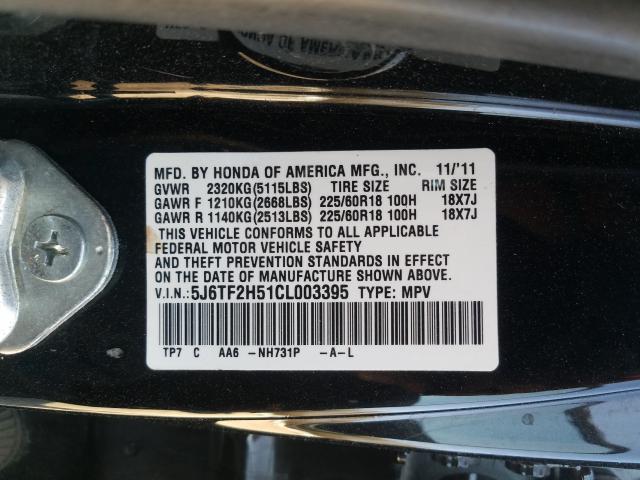 HONDA OF AMERICA
MFD. BY HONDA OF AMERICA MFG., INC. 11/'11
GVWR 2320KG(5115LBS) TIRE SIZE RIM SIZE
GAWR F 1210KG(2668LBS) 225/60R18 100H 18X7J
GAWR R 1140KG(2513LBS) 225/60R18 100H 18X7J
THIS VEHICLE CONFORMS TO ALL APPLICABLE
FEDERAL MOTOR VEHICLE SAFETY
AND THEFT PREVENTION STANDARDS IN EFFECT
ON THE DATE OF MANUFACTURE SHOWN ABOVE.
V.I.N.: 5J6TF2H51CL003395 TYPE: MPV
TP7 C AA6 -NH731P -A-L